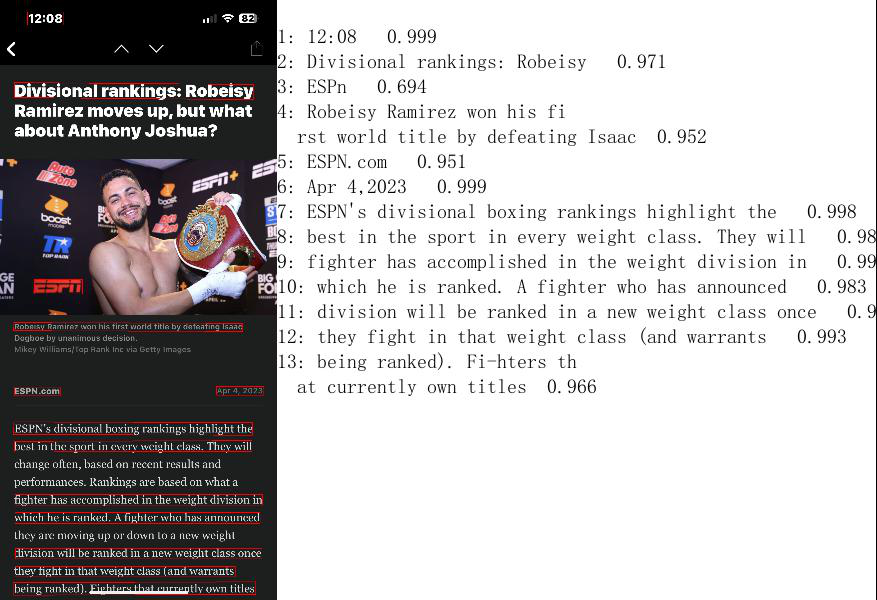 12:08
82
Divisional rankings: Robeisy
Ramirez moves up, but what
about Anthony Joshua?
Auto
Zone
ESPN+
boost
mobile
TR
TOP RANK
ESPN
boost
Robeisy Ramirez won his first world title by defeating Isaac
Dogboe by unanimous decision.
Mikey Williams/Top Rank Inc via Getty Images
ESPN.com
Apr 4, 2023
ESPN's divisional boxing rankings highlight the
best in the sport in every weight class. They will
change often, based on recent results and
performances. Rankings are based on what a
fighter has accomplished in the weight division in
which he is ranked. A fighter who has announced
they are moving up or down to a new weight
division will be ranked in a new weight class once
they fight in that weight class (and warrants
being ranked). Fighters that currently own titles
1: 12:08 0.999
2: Divisional rankings: Robeisy 0.971
3: ESPn 0.694
4: Robeisy Ramirez won his fi
rst world title by defeating Isaac 0.952
5: ESPN.com 0.951
6: Apr 4,2023 0.999
7: ESPN's divisional boxing rankings highlight the 0.998
8: best in the sport in every weight class. They will 0.98
9: fighter has accomplished in the weight division in 0.99
10: which he is ranked. A fighter who has announced 0.983
11: division will be ranked in a new weight class once 0.9
12: they fight in that weight class (and warrants 0.993
13: being ranked). Fi-hters th
at currently own titles 0.966